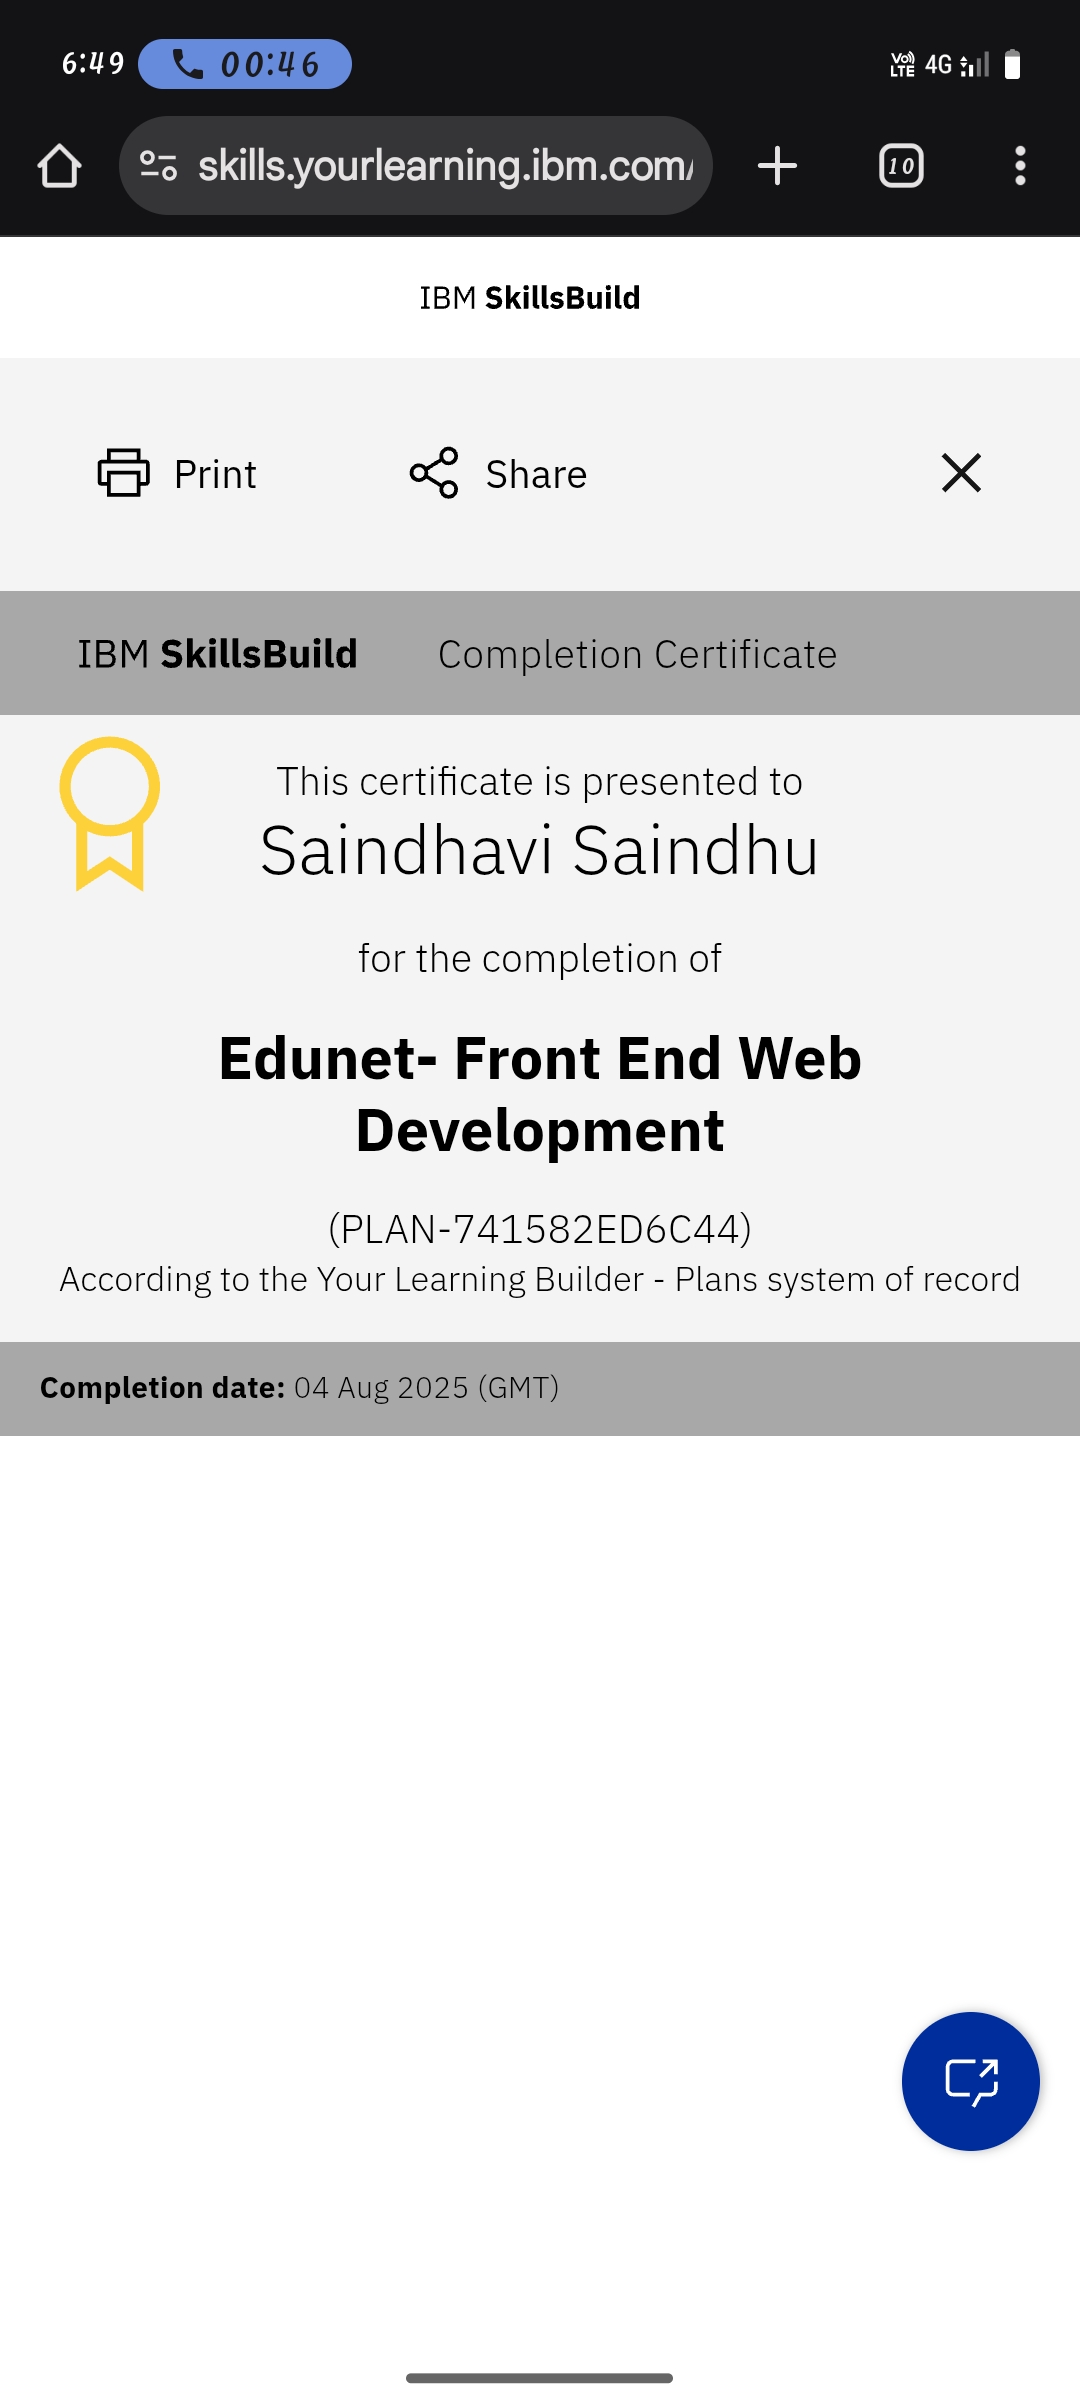 6:49 00:46 VoLTE 4G
skills.yourlearning.ibm.com/ 10
IBM SkillsBuild
Print Share
IBM SkillsBuild Completion Certificate
This certificate is presented to
Saindhavi Saindhu
for the completion of
Edunet- Front End Web
Development
(PLAN-741582ED6C44)
According to the Your Learning Builder - Plans system of record
Completion date: 04 Aug 2025 (GMT)